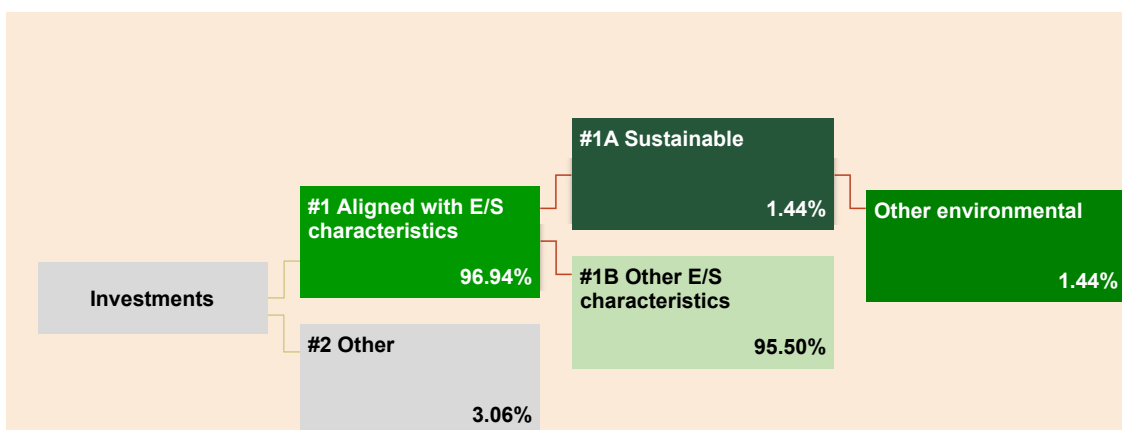 #1A Sustainable
1.44%
#1 Aligned with E/S
characteristics
96.94%
Other environmental
1.44%
Investments
#1B Other E/S
characteristics
95.50%
#2 Other
3.06%